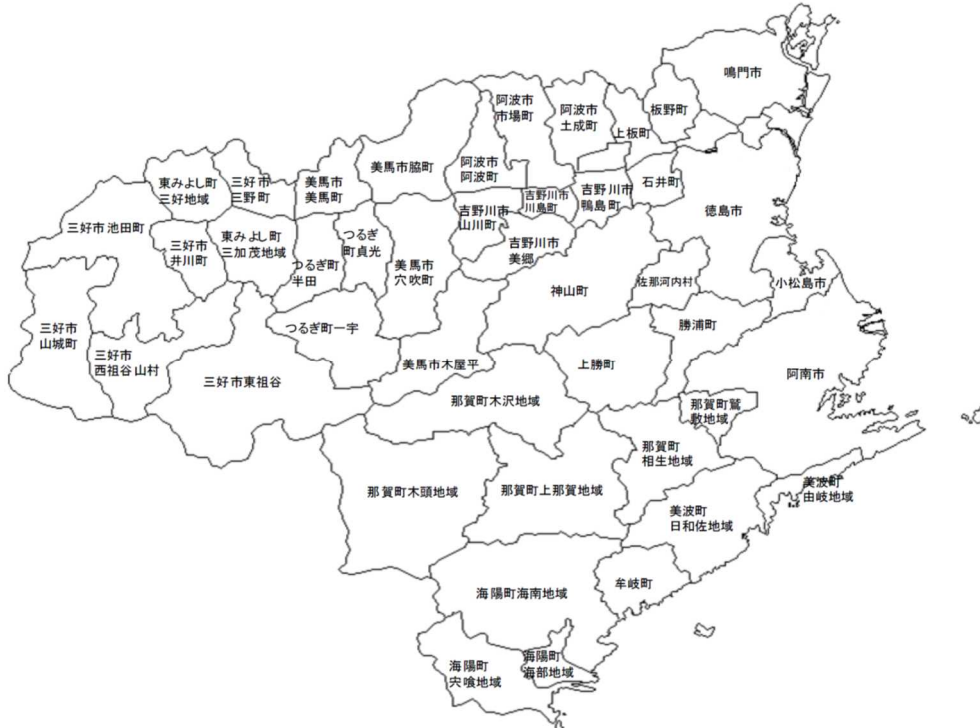 鳴門市
阿波市
市場町
阿波市
土成町
板野町
上板町
美馬市脇町
阿波市
阿波町
東みよし町
三好地域
三好市
三野町
美馬市
美馬町
吉野川市
川島町
吉野川市
鴨島町
石井町
三好市池田町
三好市
井川町
東みよし町
三加茂地域
つるぎ町
半田
つるぎ
町貞光
美馬市
穴吹町
吉野川市
山川町
吉野川市
美郷
徳島市
神山町
佐那河内村
小松島市
三好市
山城町
三好市
西祖谷山村
三好市東祖谷
つるぎ町一宇
美馬市木屋平
上勝町
勝浦町
阿南市
那賀町木沢地域
那賀町鷲
敷地域
那賀町
相生地域
那賀町木頭地域
那賀町上那賀地域
美波町
日和佐地域
美波町
由岐地域
海陽町海南地域
牟岐町
海陽町
宍喰地域
海陽町
海部地域